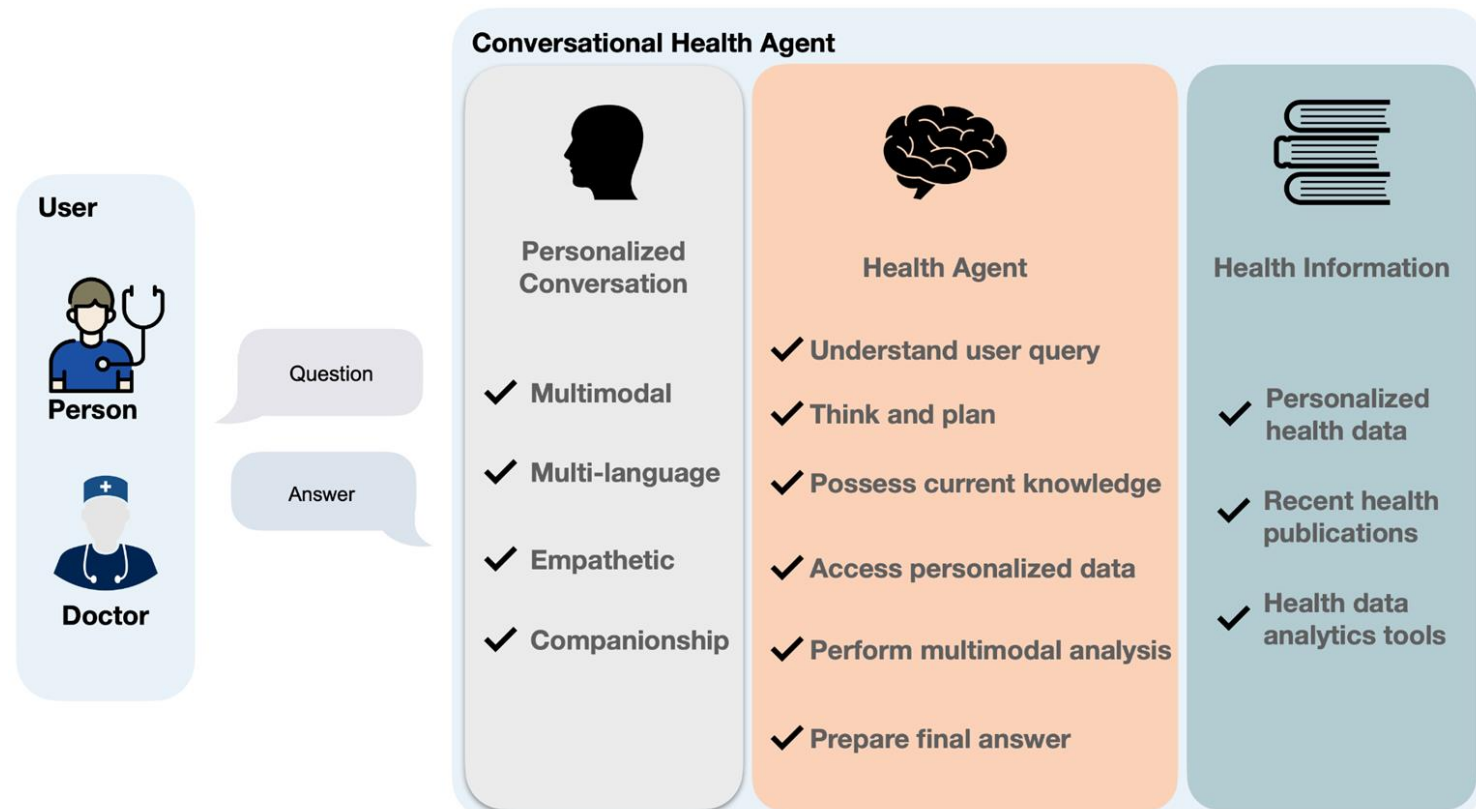 Conversational Health Agent
User
Person
Doctor
Question
Answer
Personalized
Conversation
Multimodal
Multi-language
Empathetic
Companionship
Health Agent
Understand user query
Think and plan
Possess current knowledge
Access personalized data
Perform multimodal analysis
Prepare final answer
Health Information
Personalized
health data
Recent health
publications
Health data
analytics tools